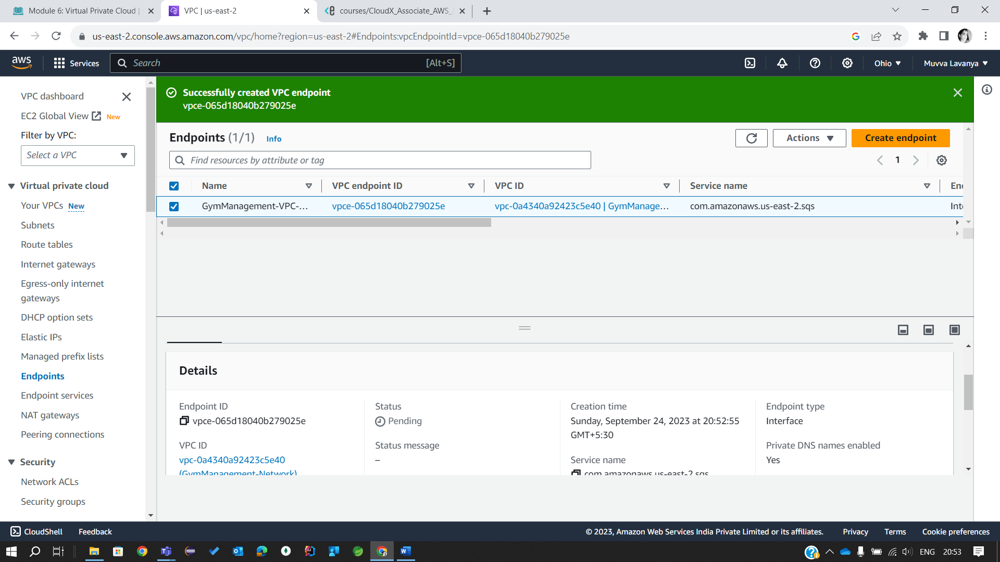 Module 6: Virtual Private Cloud |
VPC | us-east-2
courses/CloudX_Associate_AWS_
us-east-2.console.aws.amazon.com/vpc/home?region=us-east-2#Endpoints:vpcEndpointId=vpce-065d18040b279025e
aws
Services
Search
[Alt+S]
Ohio
Muvva Lavanya
VPC dashboard
EC2 Global View New
Filter by VPC:
Select a VPC
Virtual private cloud
Your VPCs New
Subnets
Route tables
Internet gateways
Egress-only internet
gateways
DHCP option sets
Elastic IPs
Managed prefix lists
Endpoints
Endpoint services
NAT gateways
Peering connections
Security
Network ACLs
Security groups
Successfully created VPC endpoint
vpce-065d18040b279025e
Endpoints (1/1) Info
Actions
Create endpoint
Find resources by attribute or tag
1
Name
VPC endpoint ID
VPC ID
Service name
GymManagement-VPC-...
vpce-065d18040b279025e
vpc-0a4340a92423c5e40 | GymManage...
com.amazonaws.us-east-2.sqs
Details
Endpoint ID
vpce-065d18040b279025e
VPC ID
vpc-0a4340a92423c5e40
(GymManagement-Network)
Status
Pending
Status message
–
Creation time
Sunday, September 24, 2023 at 20:52:55
GMT+5:30
Service name
com.amazonaws.us-east-2.sqs
Endpoint type
Interface
Private DNS names enabled
Yes
CloudShell
Feedback
© 2023, Amazon Web Services India Private Limited or its affiliates.
Privacy
Terms
Cookie preferences
ENG
20:53